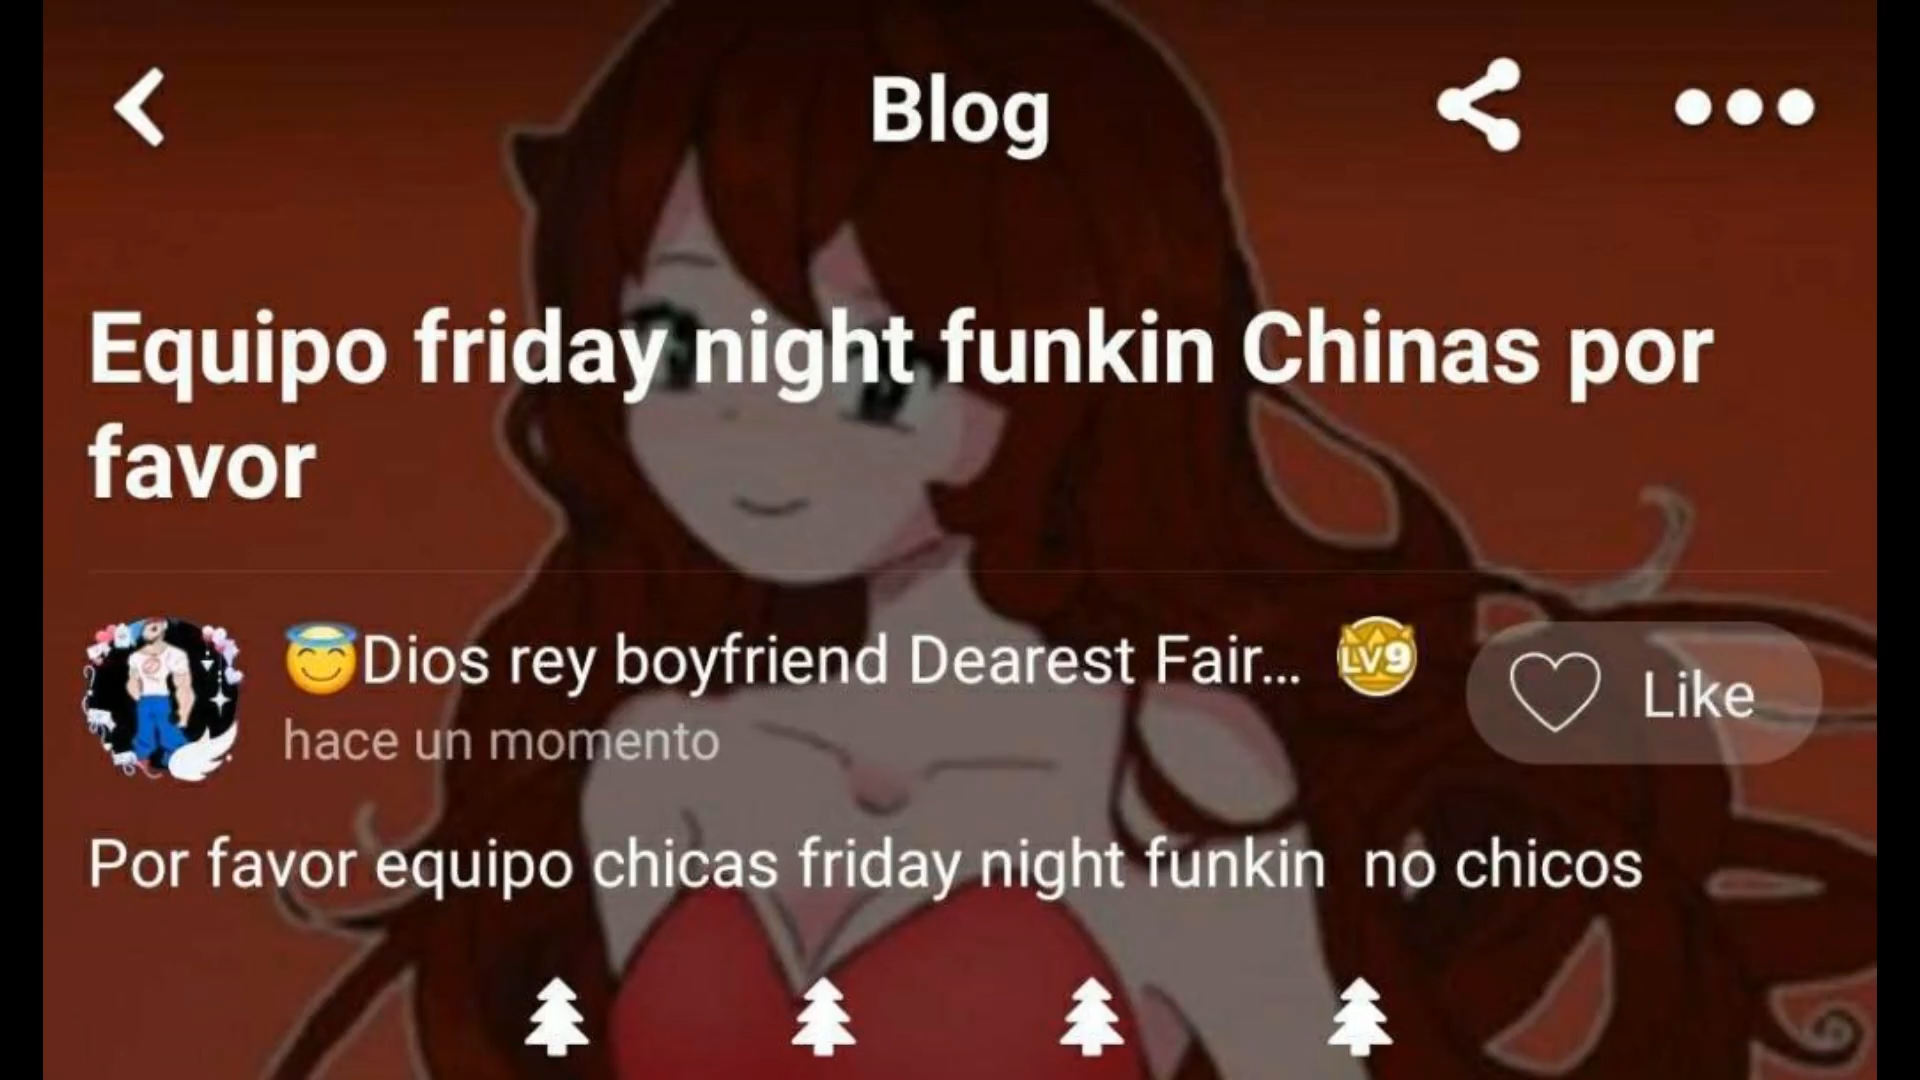 Blog
Equipo friday night funkin Chinas por
favor
😇Dios rey boyfriend Dearest Fair...
LV9
Like
hace un momento
Por favor equipo chicas friday night funkin  no chicos